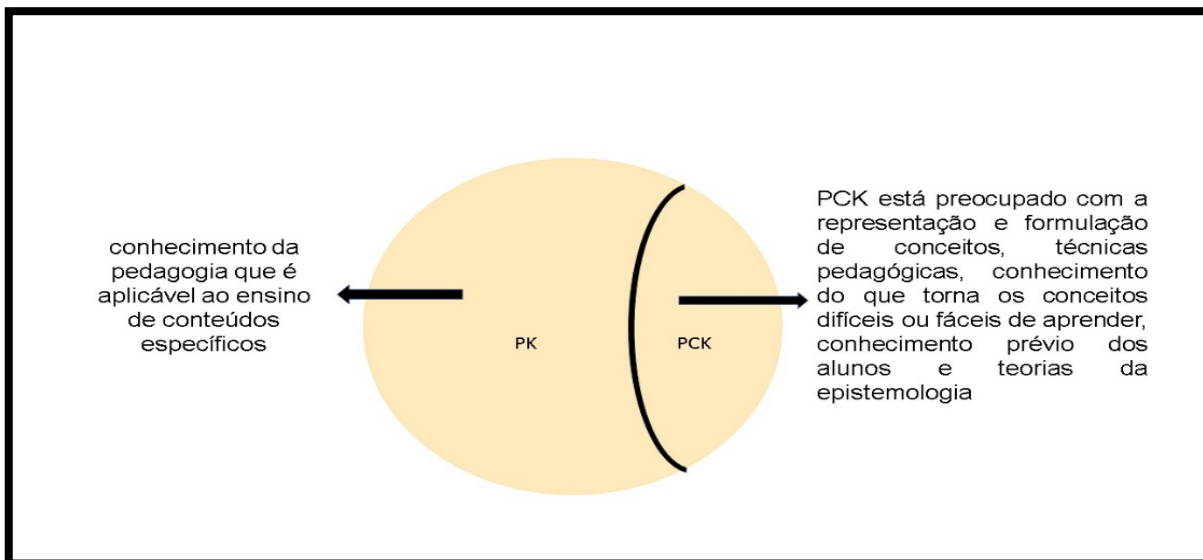 conhecimento da
pedagogia que é
aplicável ao ensino
de conteúdos
específicos
PK
PCK
PCK está preocupado com a
representação e formulação
de conceitos, técnicas
pedagógicas, conhecimento
do que torna os conceitos
difíceis ou fáceis de aprender,
conhecimento prévio dos
alunos e teorias da
epistemologia